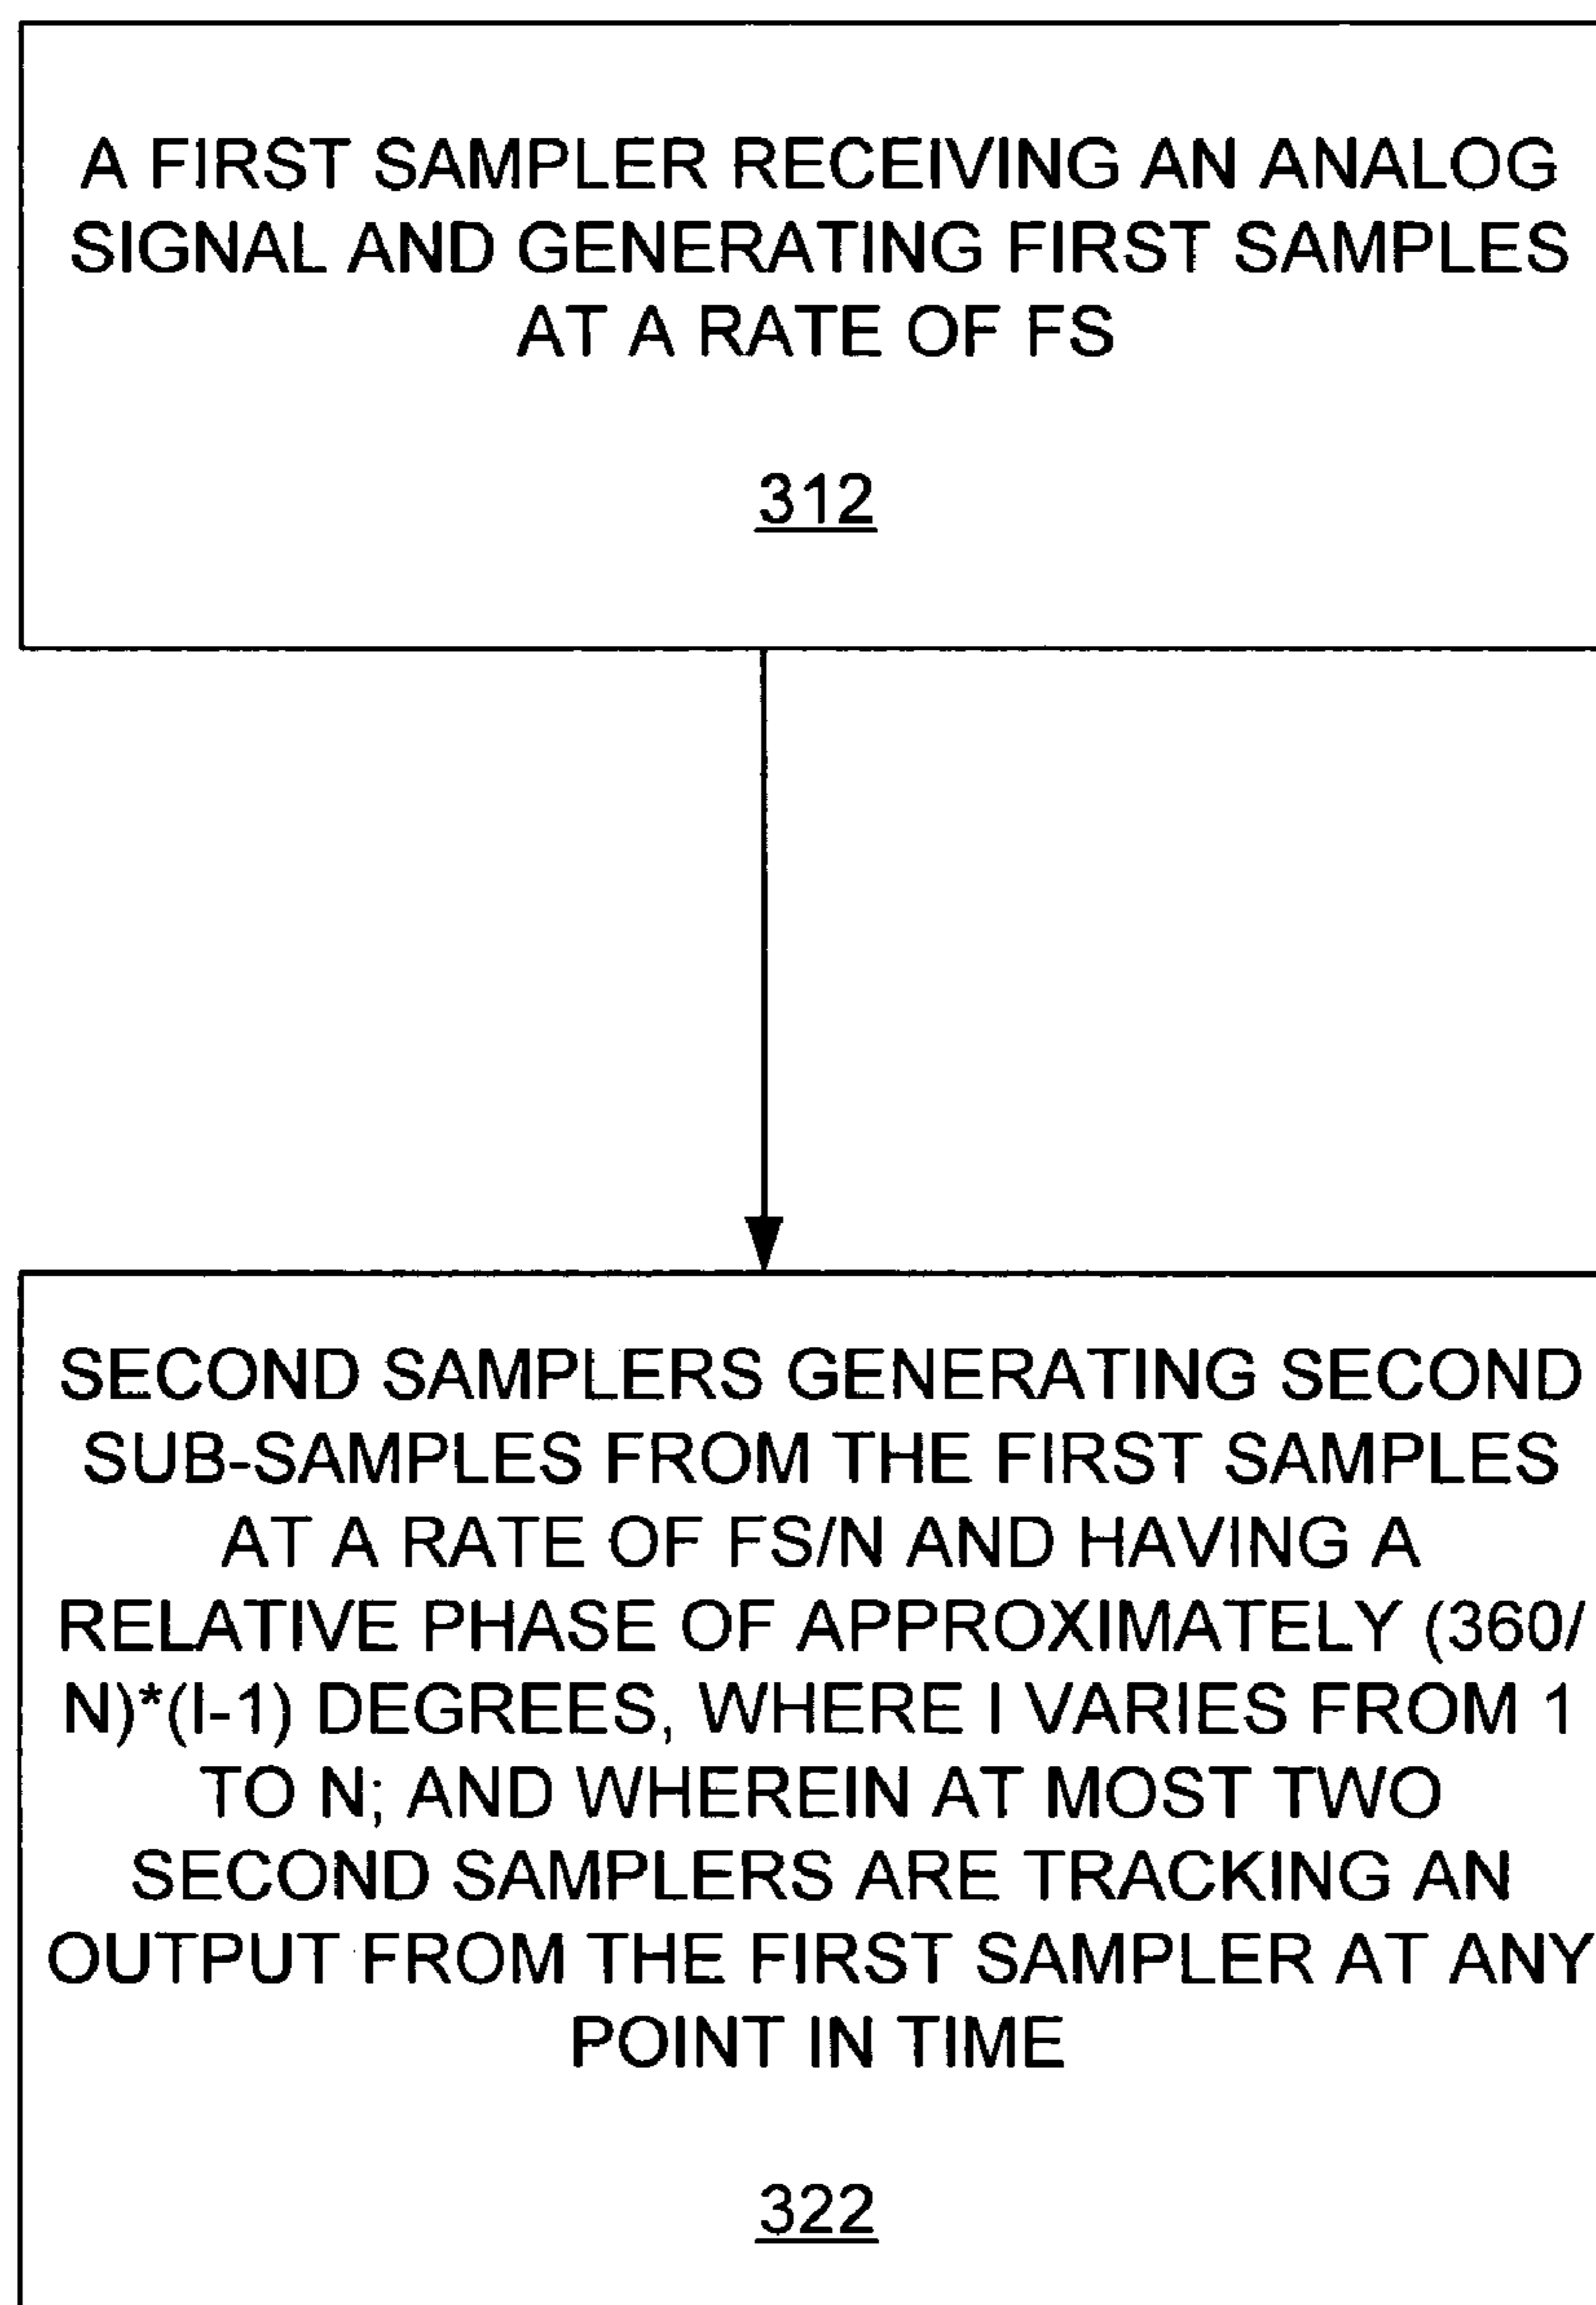 A FIRST SAMPLER RECEIVING AN ANALOG
SIGNAL AND GENERATING FIRST SAMPLES
AT A RATE OF FS
312
SECOND SAMPLERS GENERATING SECOND
SUB-SAMPLES FROM THE FIRST SAMPLES
AT A RATE OF FS/N AND HAVING A
RELATIVE PHASE OF APPROXIMATELY (360/
N)*(I-1) DEGREES, WHERE I VARIES FROM 1
TO N; AND WHEREIN AT MOST TWO
SECOND SAMPLERS ARE TRACKING AN
OUTPUT FROM THE FIRST SAMPLER AT ANY
POINT IN TIME
322